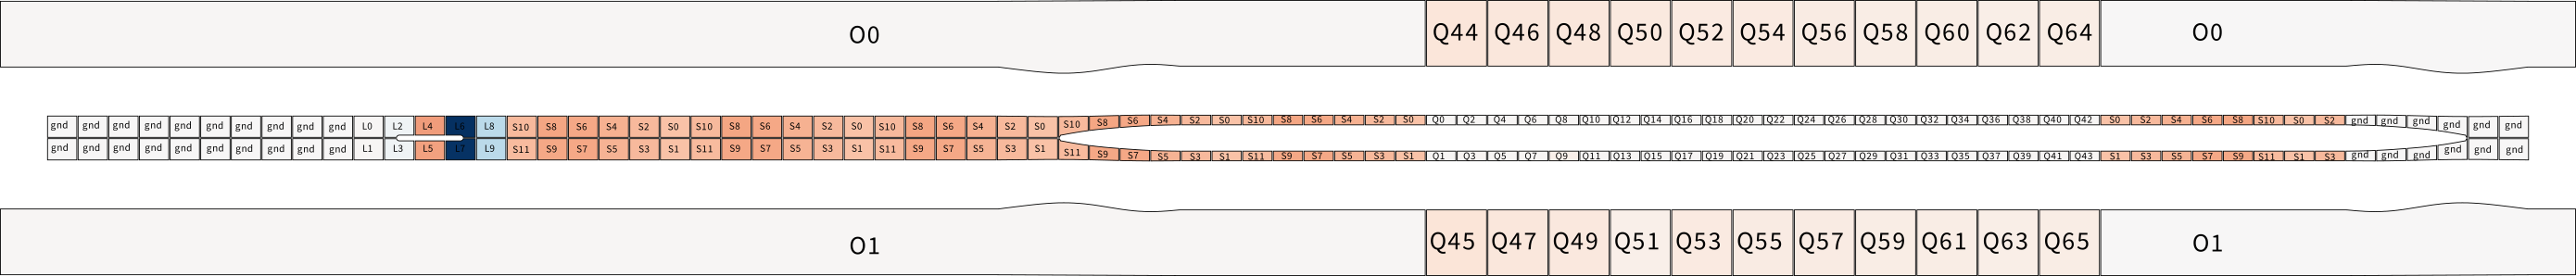 O0 Q44 Q46 Q48 Q50 Q52 Q54 Q56 Q58 Q60 Q62 Q64 O0
gnd gnd gnd gnd gnd gnd gnd gnd gnd gnd L0 L2 L4 L6 L8 S10 S8 S6 S4 S2 S0 S10 S8 S6 S4 S2 S0 S10 S8 S6 S4 S2 S0 S10 S8 S6 S4 S2 S0 S10 S8 S6 S4 S2 S0 Q0 Q2 Q4 Q6 Q8 Q10 Q12 Q14 Q16 Q18 Q20 Q22 Q24 Q26 Q28 Q30 Q32 Q34 Q36 Q38 Q40 Q42 S0 S2 S4 S6 S8 S10 S0 S2 gnd gnd gnd gnd gnd gnd
gnd gnd gnd gnd gnd gnd gnd gnd gnd gnd L1 L3 L5 L7 L9 S11 S9 S7 S5 S3 S1 S11 S9 S7 S5 S3 S1 S11 S9 S7 S5 S3 S1 S11 S9 S7 S5 S3 S1 S11 S9 S7 S5 S3 S1 Q1 Q3 Q5 Q7 Q9 Q11 Q13 Q15 Q17 Q19 Q21 Q23 Q25 Q27 Q29 Q31 Q33 Q35 Q37 Q39 Q41 Q43 S1 S3 S5 S7 S9 S11 S1 S3 gnd gnd gnd gnd gnd gnd
O1 Q45 Q47 Q49 Q51 Q53 Q55 Q57 Q59 Q61 Q63 Q65 O1